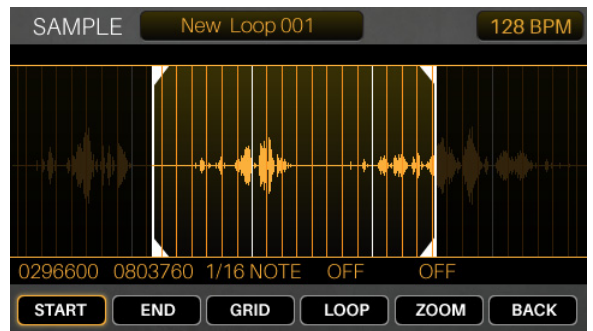 SAMPLE New Loop 001 128 BPM
0296600 0803760 1/16 NOTE OFF OFF
START END GRID LOOP ZOOM BACK